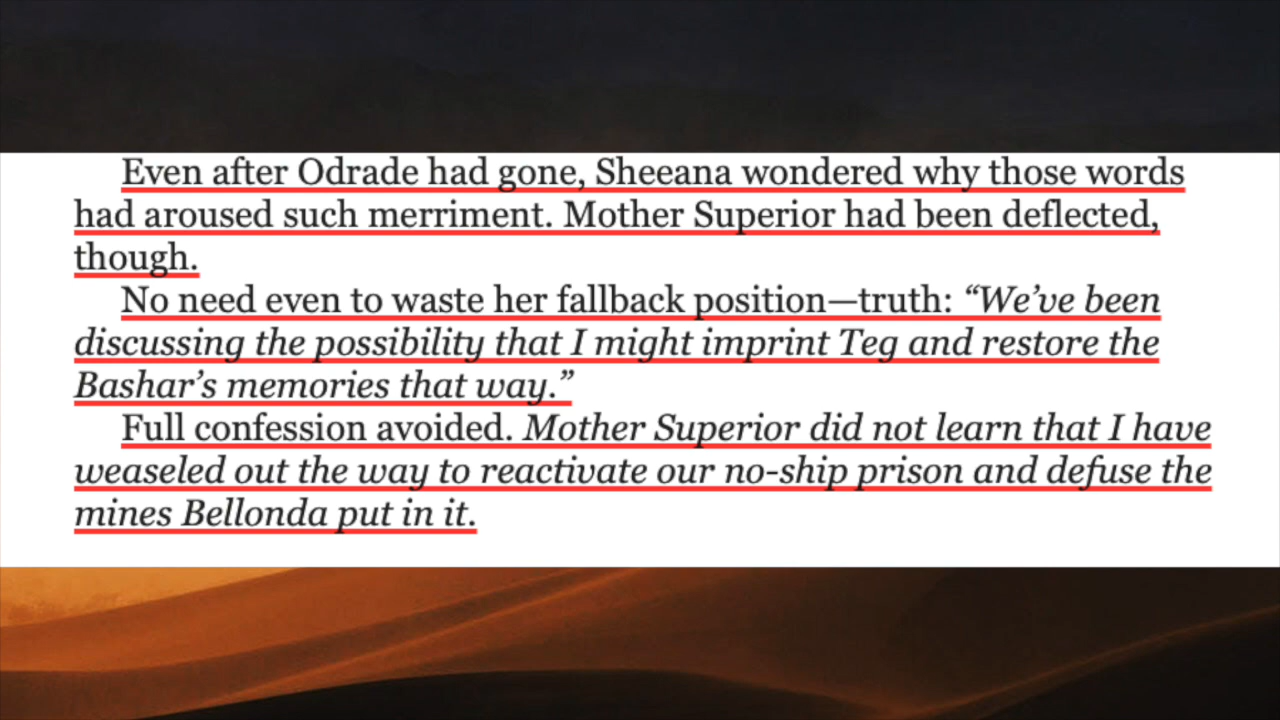 Even after Odrade had gone, Sheeana wondered why those words
had aroused such merriment. Mother Superior had been deflected,
though.
No need even to waste her fallback position—truth: “We’ve been
discussing the possibility that I might imprint Teg and restore the
Bashar’s memories that way.”
Full confession avoided. Mother Superior did not learn that I have
weaseled out the way to reactivate our no-ship prison and defuse the
mines Bellonda put in it.